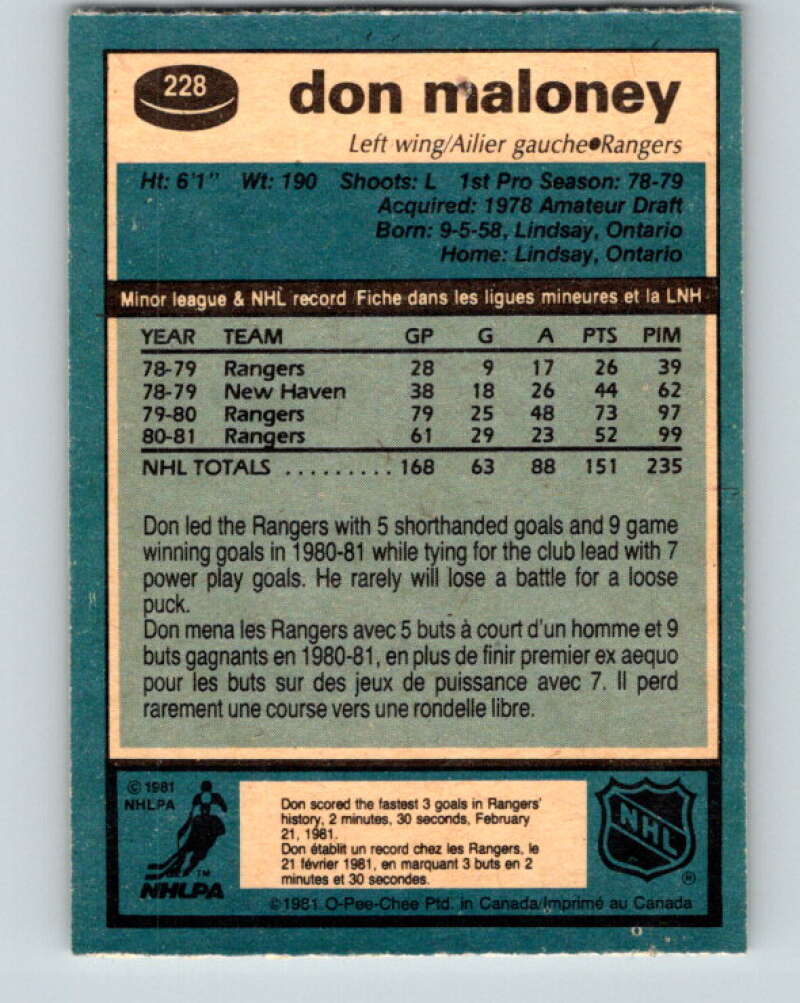 228
don maloney
Left wing/Ailier gauche•Rangers
Ht: 6'1" Wt: 190 Shoots: L 1st Pro Season: 78-79
Acquired: 1978 Amateur Draft
Born: 9-5-58, Lindsay, Ontario
Home: Lindsay, Ontario
Minor league & NHL record/Fiche dans les ligues mineures et la LNH
YEAR TEAM GP G A PTS PIM
78-79 Rangers 28 9 17 26 39
78-79 New Haven 38 18 26 44 62
79-80 Rangers 79 25 48 73 97
80-81 Rangers 61 29 23 52 99
NHL TOTALS ......... 168 63 88 151 235
Don led the Rangers with 5 shorthanded goals and 9 game
winning goals in 1980-81 while tying for the club lead with 7
power play goals. He rarely will lose a battle for a loose
puck.
Don mena les Rangers avec 5 buts à court d'un homme et 9
buts gagnants en 1980-81, en plus de finir premier ex aequo
pour les buts sur des jeux de puissance avec 7. Il perd
rarement une course vers une rondelle libre.
© 1981
NHLPA
NHLPA
TM
Don scored the fastest 3 goals in Rangers'
history, 2 minutes, 30 seconds, February
21, 1981.
Don établit un record chez les Rangers, le
21 février 1981, en marquant 3 buts en 2
minutes et 30 secondes.
NHL
®
©1981 O-Pee-Chee Ptd. in Canada/Imprimé au Canada